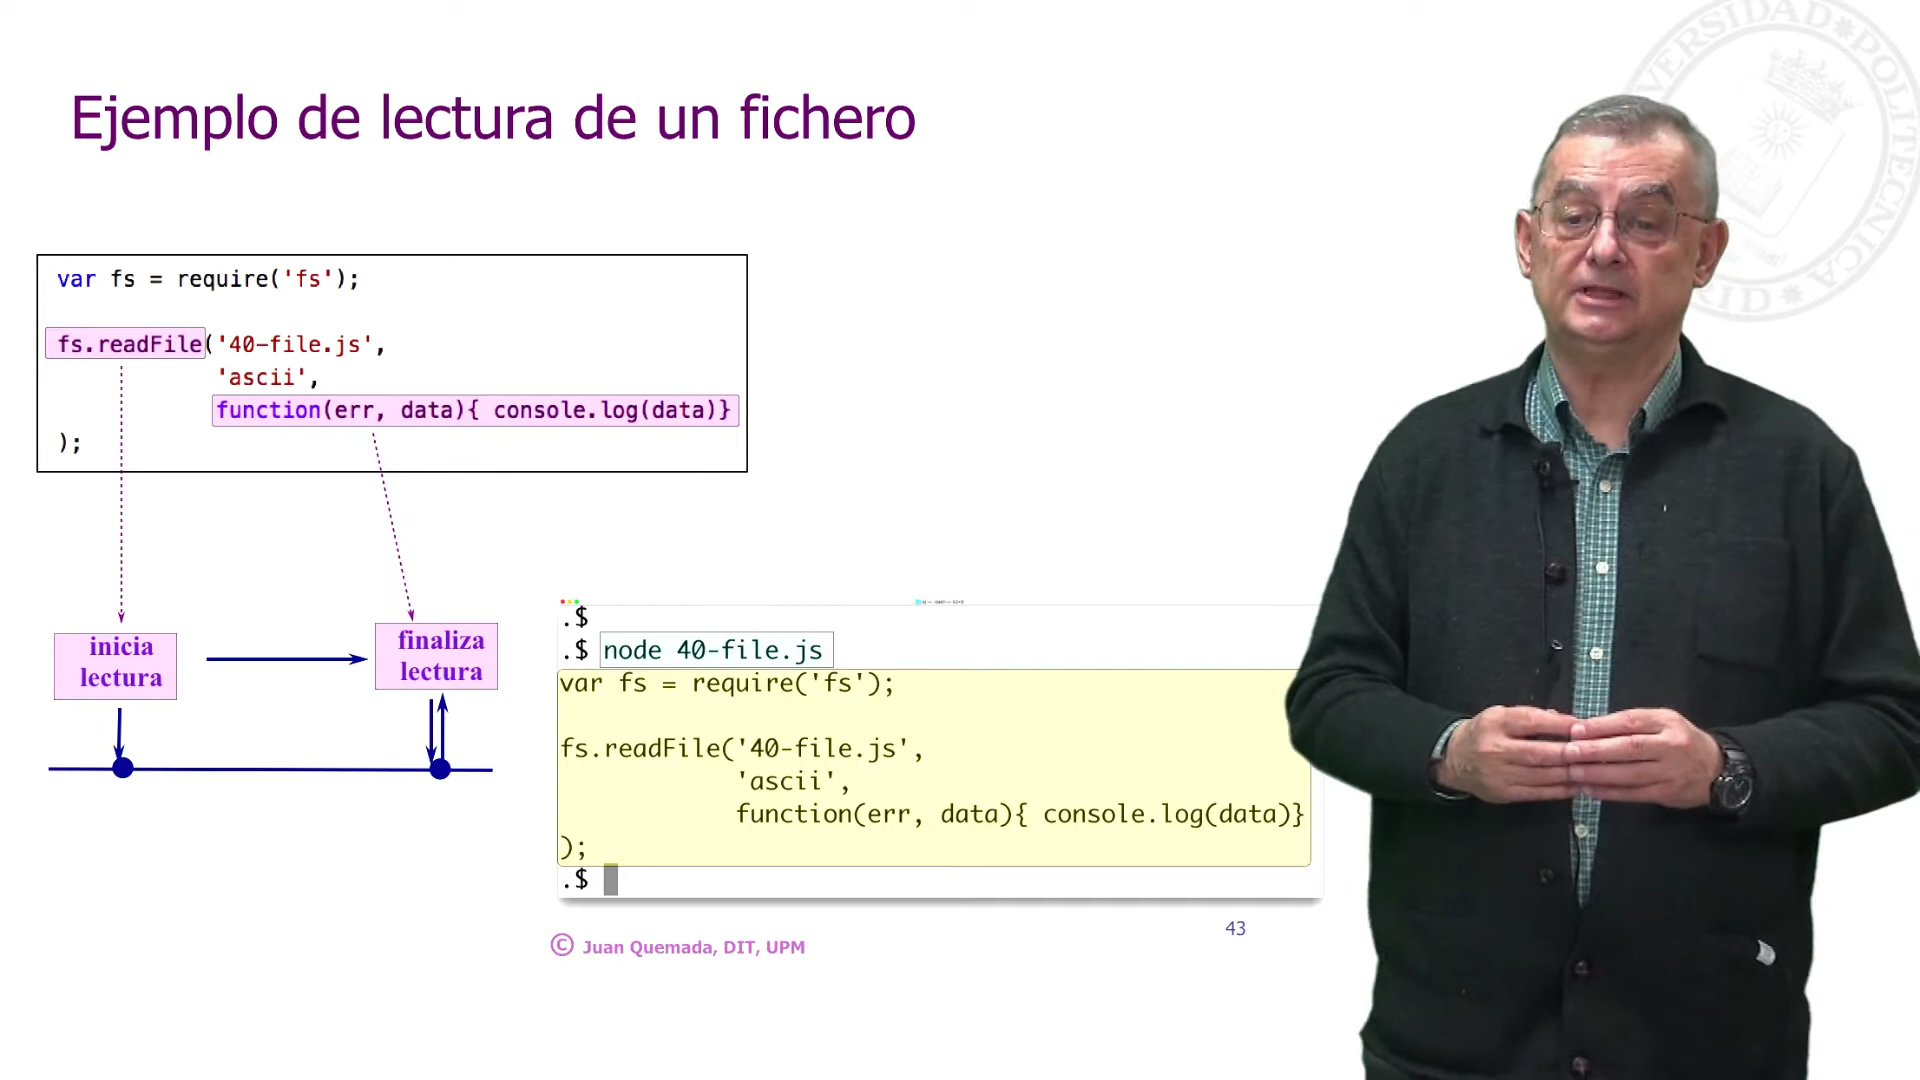 Ejemplo de lectura de un fichero
var fs = require('fs');
fs.readFile('40-file.js',
'ascii',
function(err, data){ console.log(data)}
);
inicia
lectura
finaliza
lectura
.$
.$ node 40-file.js
var fs = require('fs');
fs.readFile('40-file.js',
'ascii',
function(err, data){ console.log(data)}
);
.$
43
© Juan Quemada, DIT, UPM